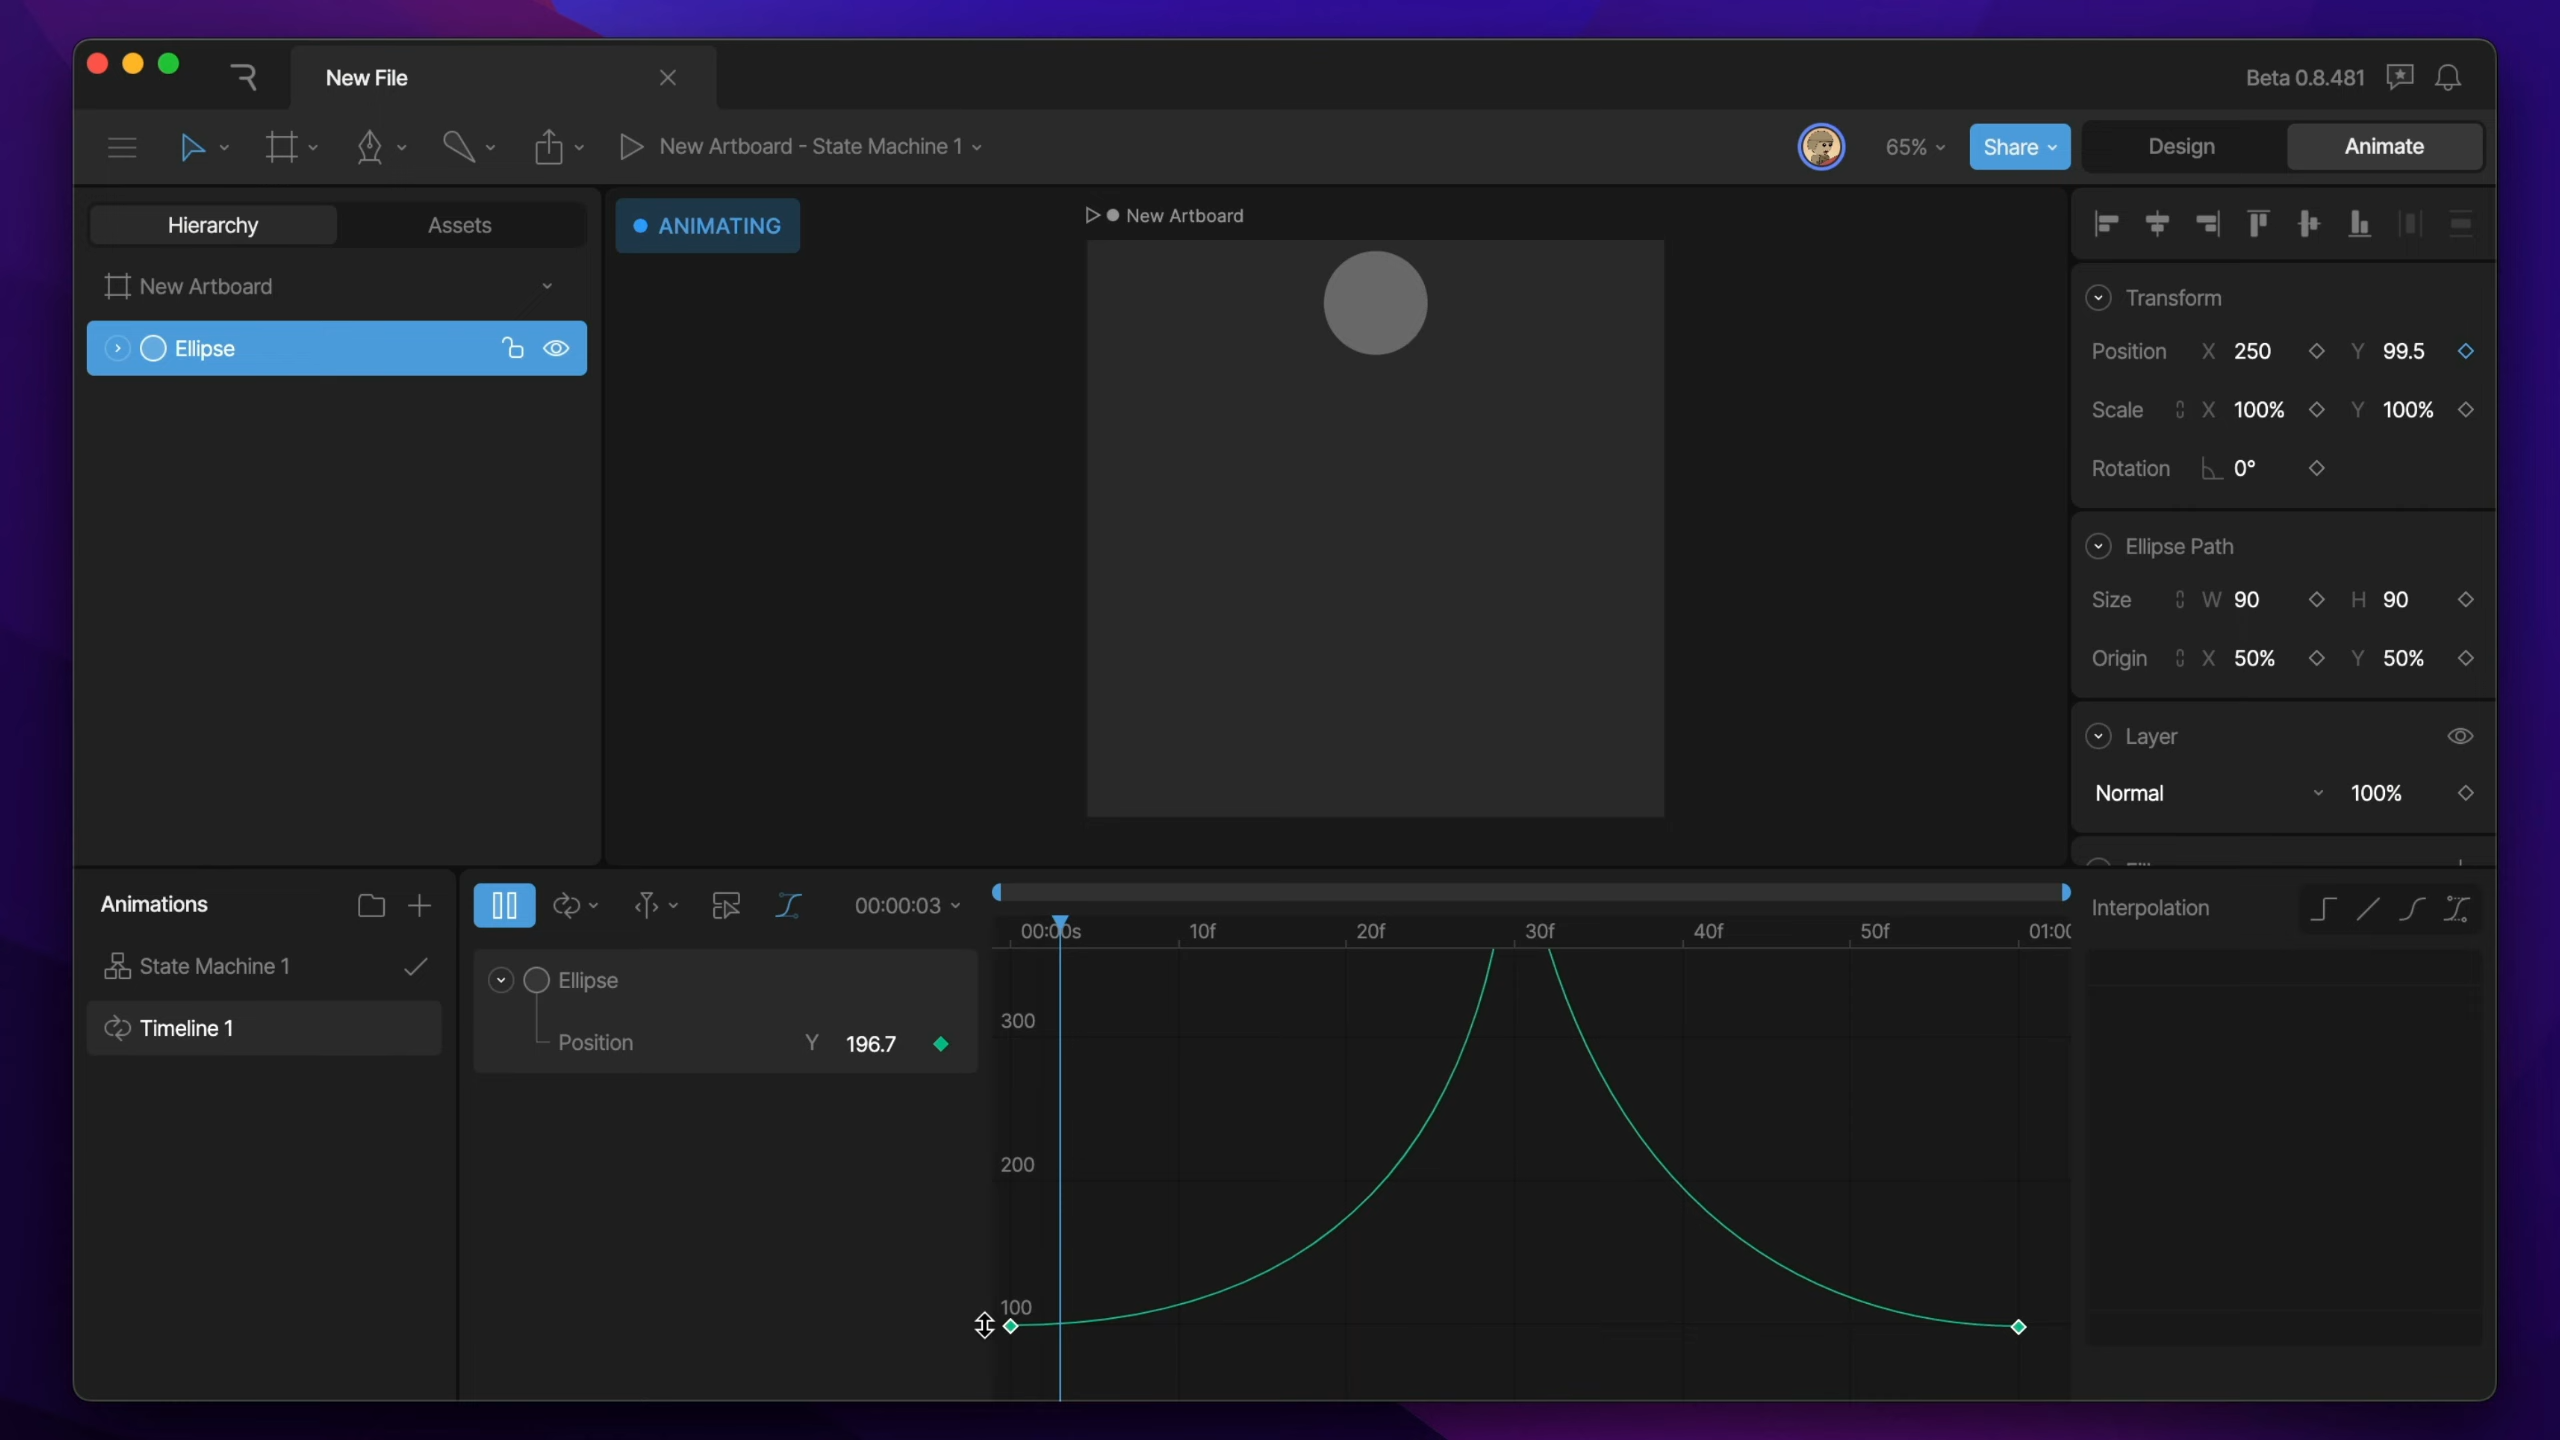 New File
Beta 0.8.481
New Artboard - State Machine 1
65%
Share
Design
Animate
Hierarchy
Assets
New Artboard
Ellipse
ANIMATING
New Artboard
Transform
Position X 250 Y 99.5
Scale X 100% Y 100%
Rotation 0°
Ellipse Path
Size W 90 H 90
Origin X 50% Y 50%
Layer
Normal 100%
Animations
State Machine 1
Timeline 1
00:00:03
Ellipse
Position Y 196.7
00:00s 10f 20f 30f 40f 50f
300
200
100
Interpolation